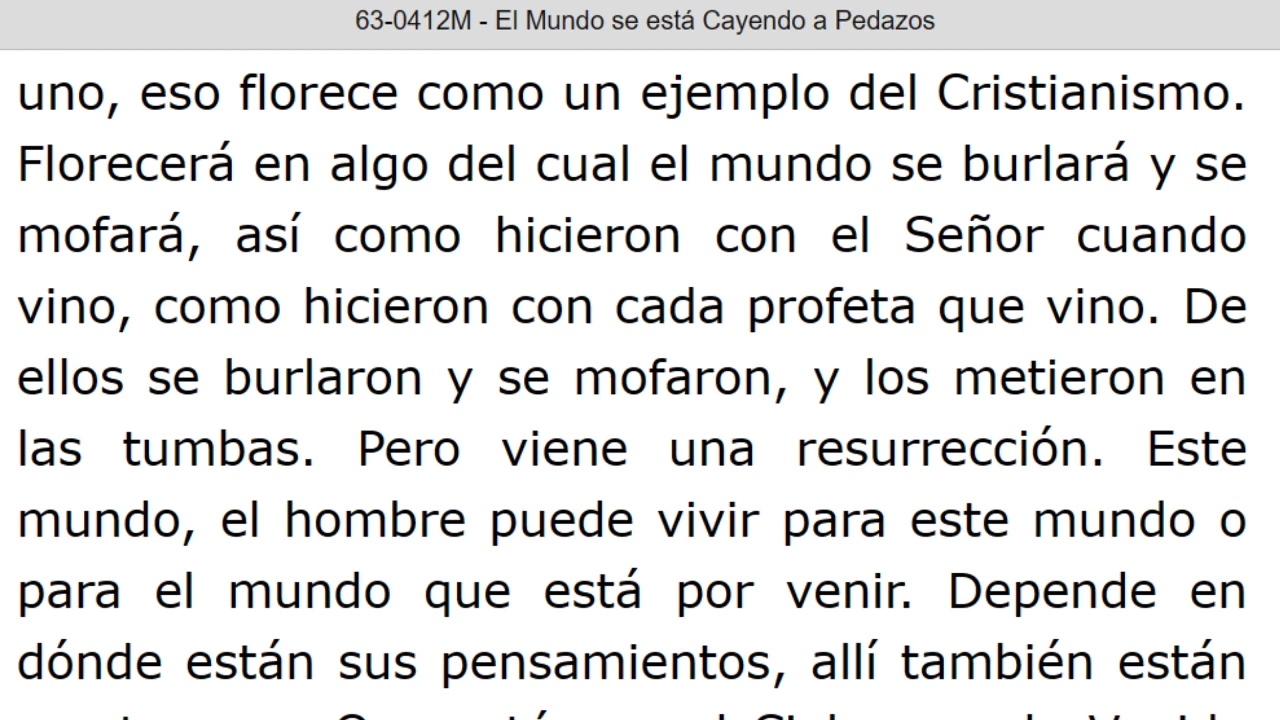 63-0412M - El Mundo se está Cayendo a Pedazos
uno, eso florece como un ejemplo del Cristianismo.
Florecerá en algo del cual el mundo se burlará y se
mofará, así como hicieron con el Señor cuando
vino, como hicieron con cada profeta que vino. De
ellos se burlaron y se mofaron, y los metieron en
las tumbas. Pero viene una resurrección. Este
mundo, el hombre puede vivir para este mundo o
para el mundo que está por venir. Depende en
dónde están sus pensamientos, allí también están